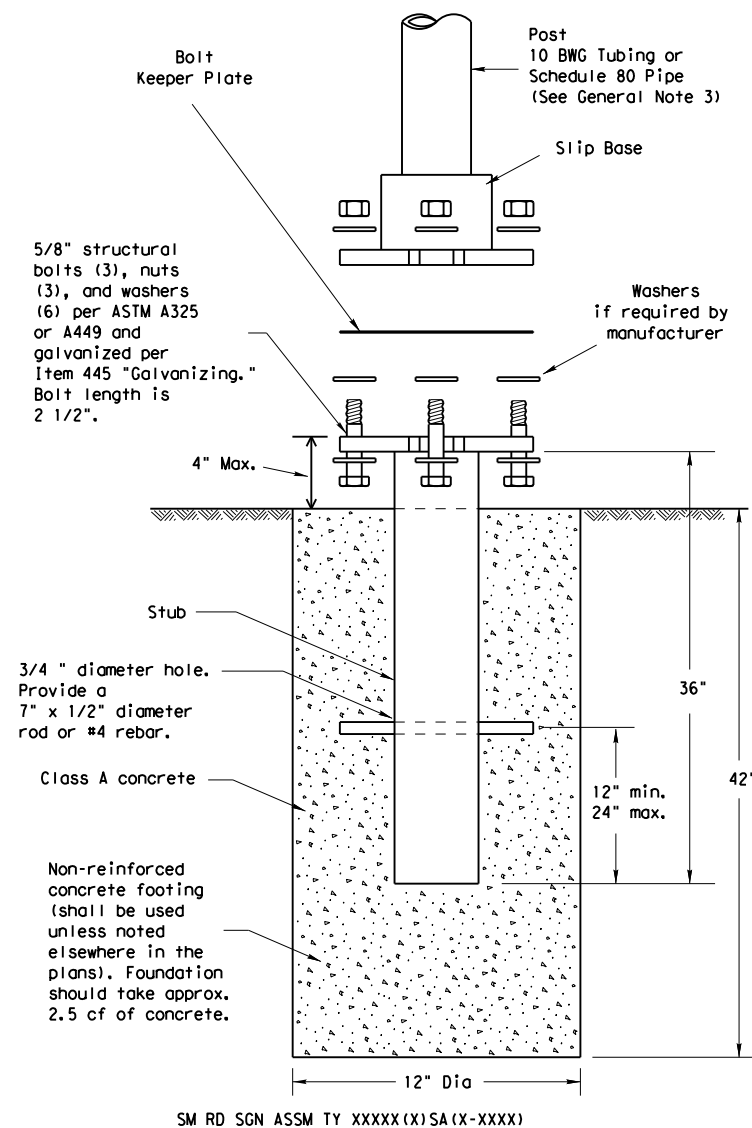 Post
10 BWG Tubing or
Schedule 80 Pipe
(See General Note 3)
Bolt
Keeper Plate
Slip Base
5/8" structural
bolts (3), nuts
(3), and washers
(6) per ASTM A325
or A449 and
galvanized per
Item 445 "Galvanizing."
Bolt length is
2 1/2".
Washers
if required by
manufacturer
4" Max.
Stub
3/4 " diameter hole.
Provide a
7" x 1/2" diameter
rod or #4 rebar.
36"
Class A concrete
12" min.
24" max.
42"
Non-reinforced
concrete footing
(shall be used
unless noted
elsewhere in the
plans). Foundation
should take approx.
2.5 cf of concrete.
12" Dia
SM RD SGN ASSM TY XXXXX(X)SA(X-XXXX)